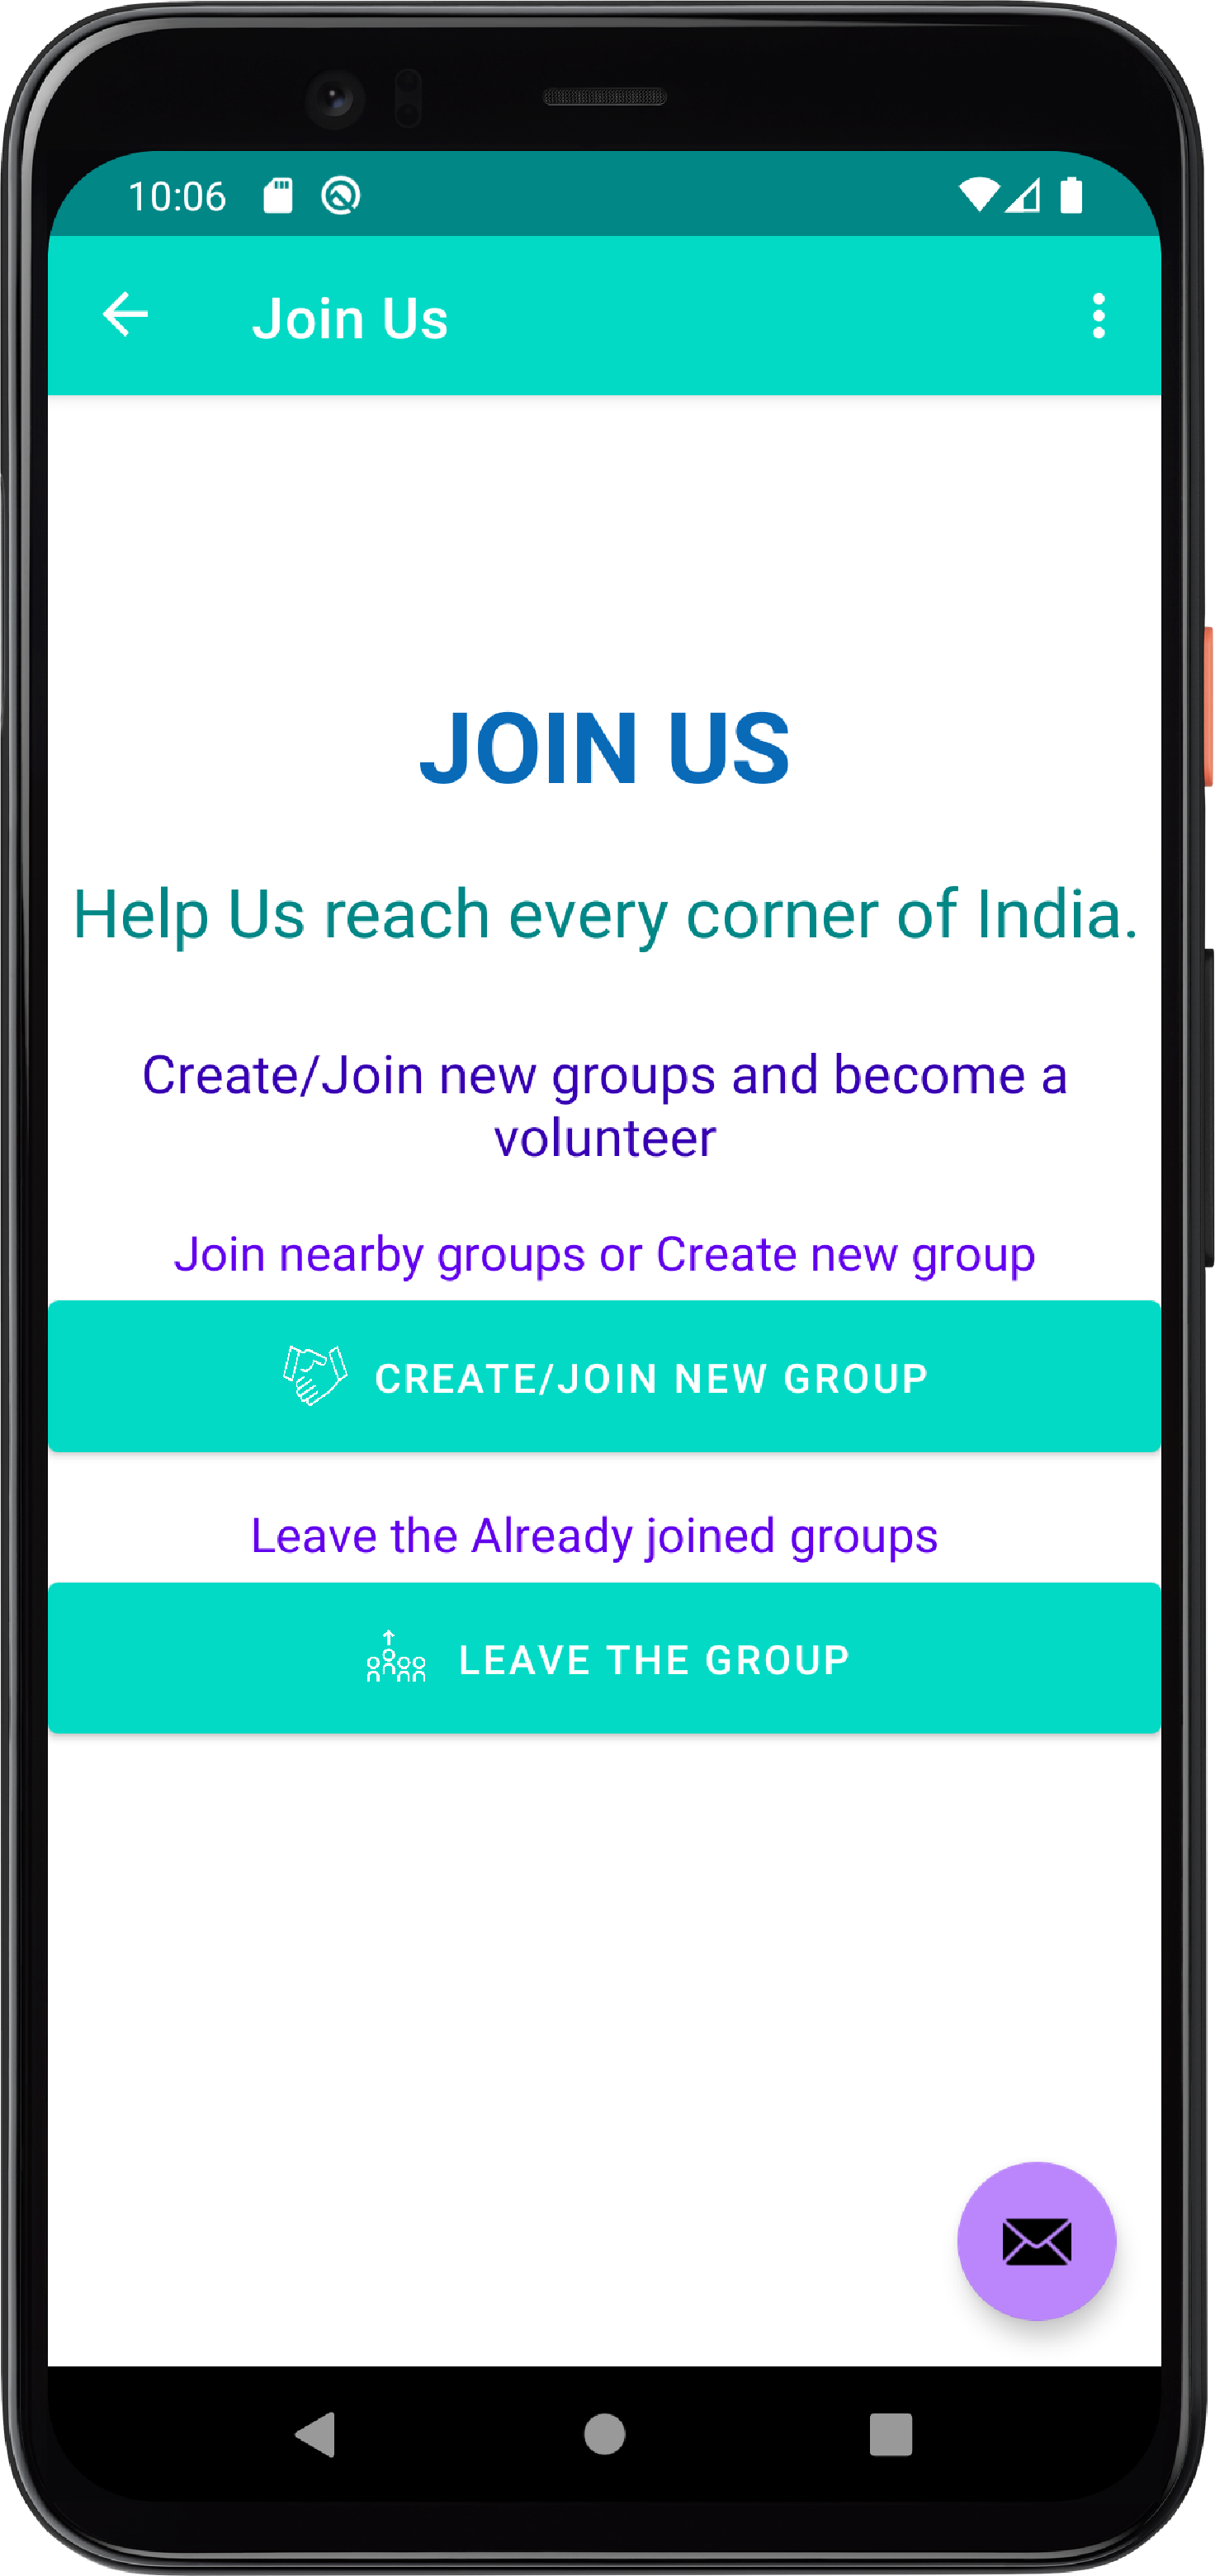 10:06
Join Us
JOIN US
Help Us reach every corner of India.
Create/Join new groups and become a
volunteer
Join nearby groups or Create new group
CREATE/JOIN NEW GROUP
Leave the Already joined groups
LEAVE THE GROUP